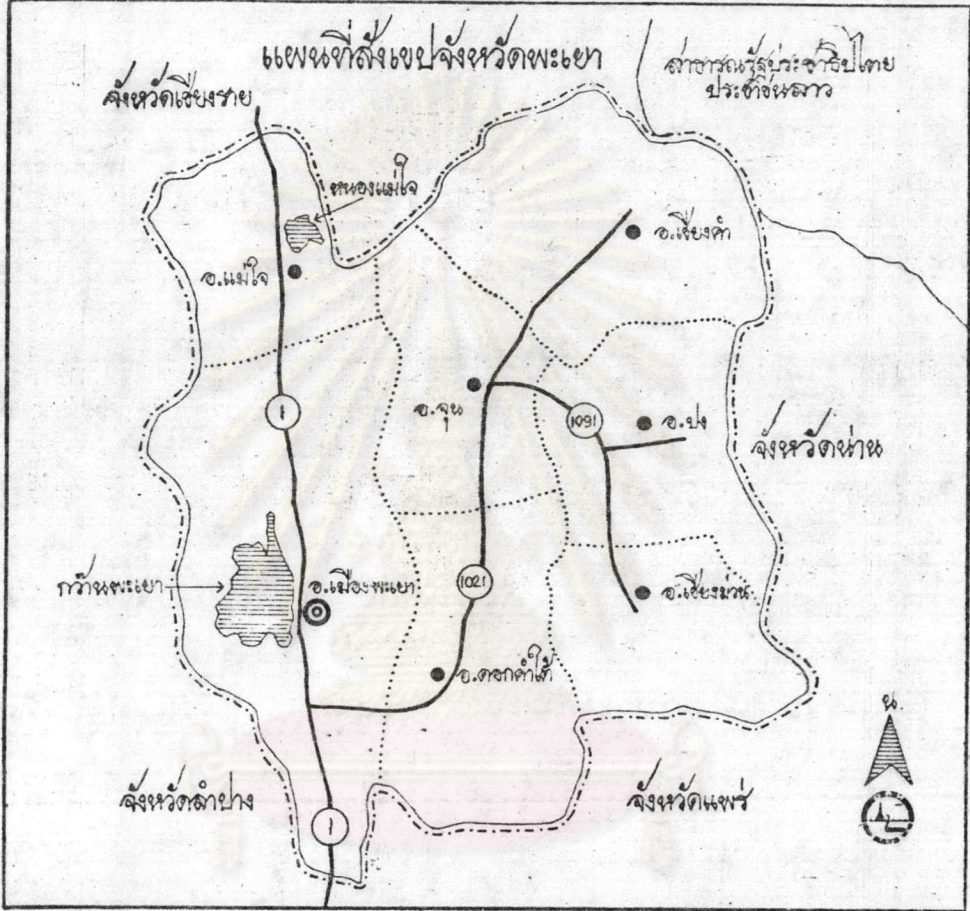 แผนที่สังเขปจังหวัดพะเยา
สาธารณรัฐประชาธิปไตย
ประชาชนลาว
จังหวัดเชียงราย
หนองแม่ใจ
อ.เชียงคำ
อ.แม่ใจ
1
อ.จุน
1091
อ.ปง
จังหวัดน่าน
กว๊านพะเยา
อ.เมืองพะเยา
1021
อ.เชียงม่วน
อ.ดอกคำใต้
น
จังหวัดลำปาง
จังหวัดแพร่
1